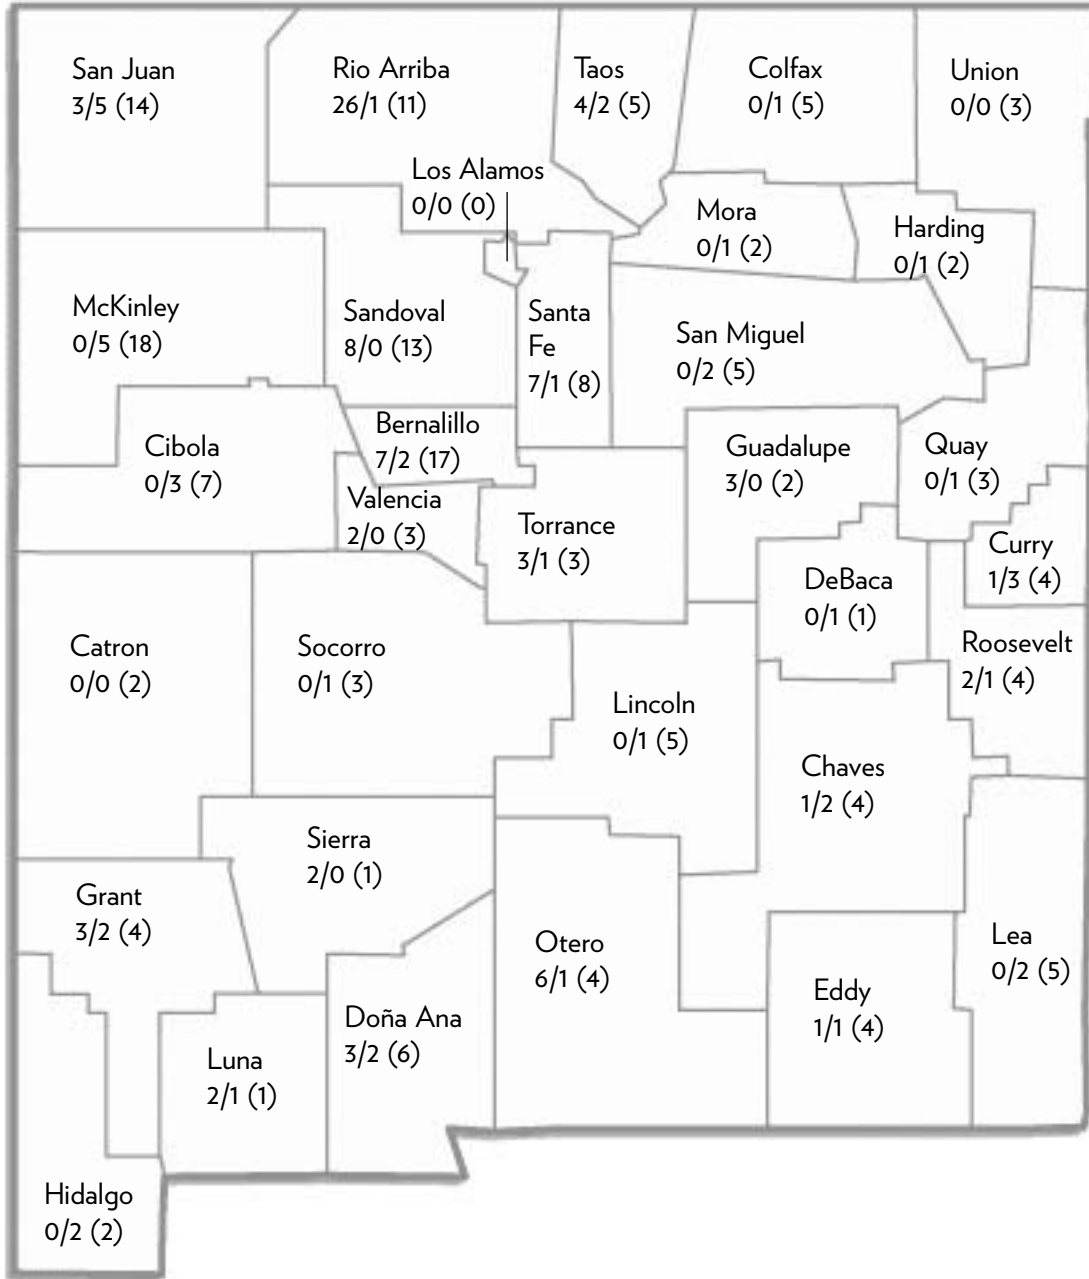 San Juan
3/5 (14)
Rio Arriba
26/1 (11)
Taos
4/2 (5)
Colfax
0/1 (5)
Union
0/0 (3)
Los Alamos
0/0 (0)
Mora
0/1 (2)
Harding
0/1 (2)
McKinley
0/5 (18)
Sandoval
8/0 (13)
Santa
Fe
7/1 (8)
San Miguel
0/2 (5)
Cibola
0/3 (7)
Bernalillo
7/2 (17)
Valencia
2/0 (3)
Torrance
3/1 (3)
Guadalupe
3/0 (2)
Quay
0/1 (3)
Curry
1/3 (4)
DeBaca
0/1 (1)
Roosevelt
2/1 (4)
Catron
0/0 (2)
Socorro
0/1 (3)
Lincoln
0/1 (5)
Chaves
1/2 (4)
Sierra
2/0 (1)
Grant
3/2 (4)
Otero
6/1 (4)
Lea
0/2 (5)
Eddy
1/1 (4)
Doña Ana
3/2 (6)
Luna
2/1 (1)
Hidalgo
0/2 (2)